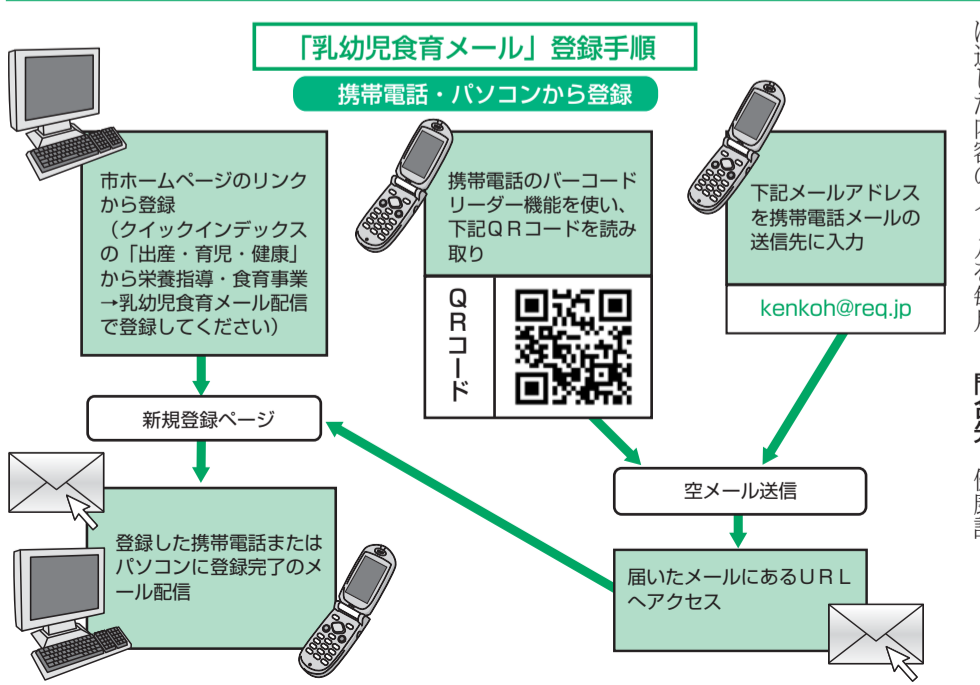 「乳幼児食育メール」登録手順
携帯電話・パソコンから登録
市ホームページのリンク
から登録
（クイックインデックス
の「出産・育児・健康」
から栄養指導・食育事業
→乳幼児食育メール配信
で登録してください）
新規登録ページ
登録した携帯電話または
パソコンに登録完了のメ
ール配信
携帯電話のバーコード
リーダー機能を使い、
下記ＱＲコードを読み
取り
ＱＲコード
下記メールアドレス
を携帯電話メールの
送信先に入力
kenkoh@req.jp
空メール送信
届いたメールにあるＵＲＬ
へアクセス